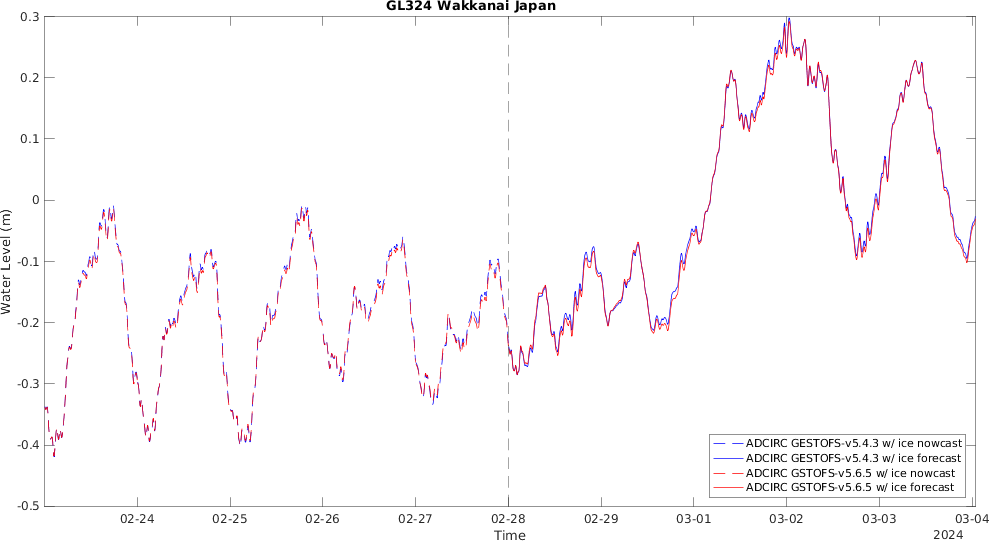 GL324 Wakkanai Japan
0.3
0.2
0.1
0
-0.1
-0.2
-0.3
-0.4
-0.5
Water Level (m)
ADCIRC GESTOFS-v5.4.3 w/ ice nowcast
ADCIRC GESTOFS-v5.4.3 w/ ice forecast
ADCIRC GSTOFS-v5.6.5 w/ ice nowcast
ADCIRC GSTOFS-v5.6.5 w/ ice forecast
02-24 02-25 02-26 02-27 02-28 02-29 03-01 03-02 03-03 03-04
Time
2024